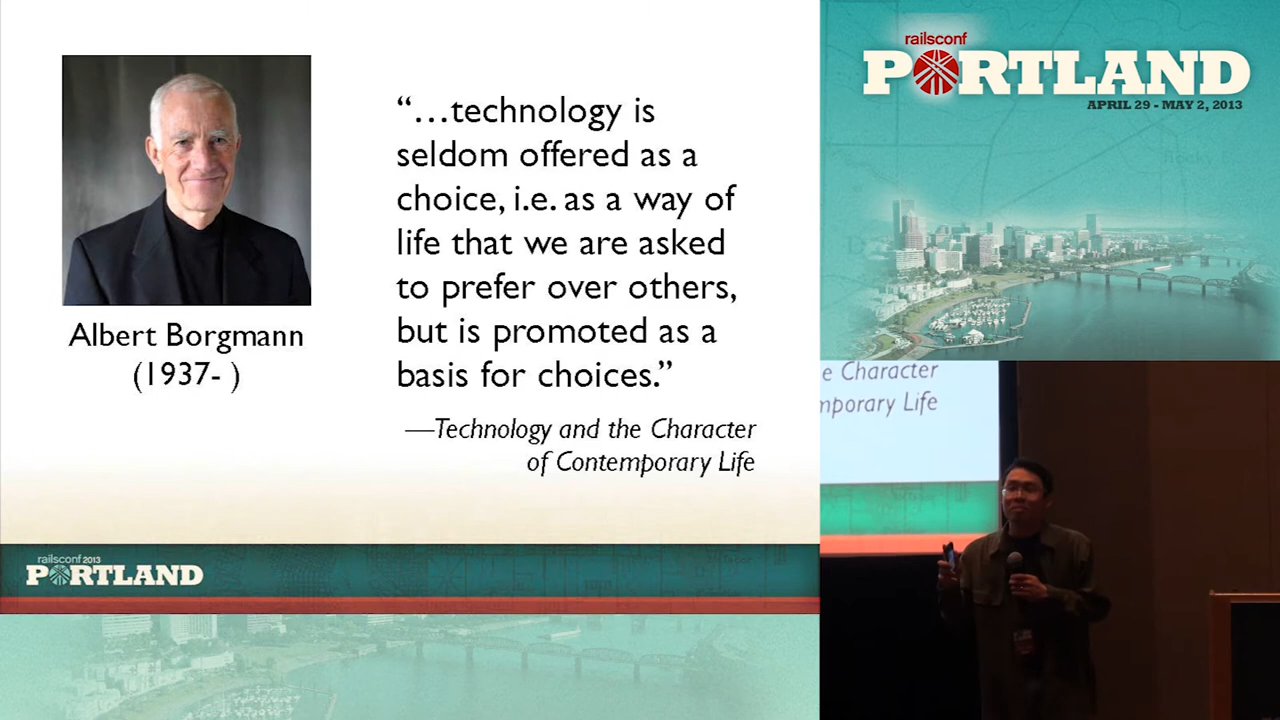 “…technology is
seldom offered as a
choice, i.e. as a way of
life that we are asked
to prefer over others,
but is promoted as a
basis for choices.”
—Technology and the Character
of Contemporary Life
Albert Borgmann
(1937- )
railsconf 2013
PORTLAND
railsconf
PORTLAND
APRIL 29 - MAY 2, 2013
e Character
mporary Life